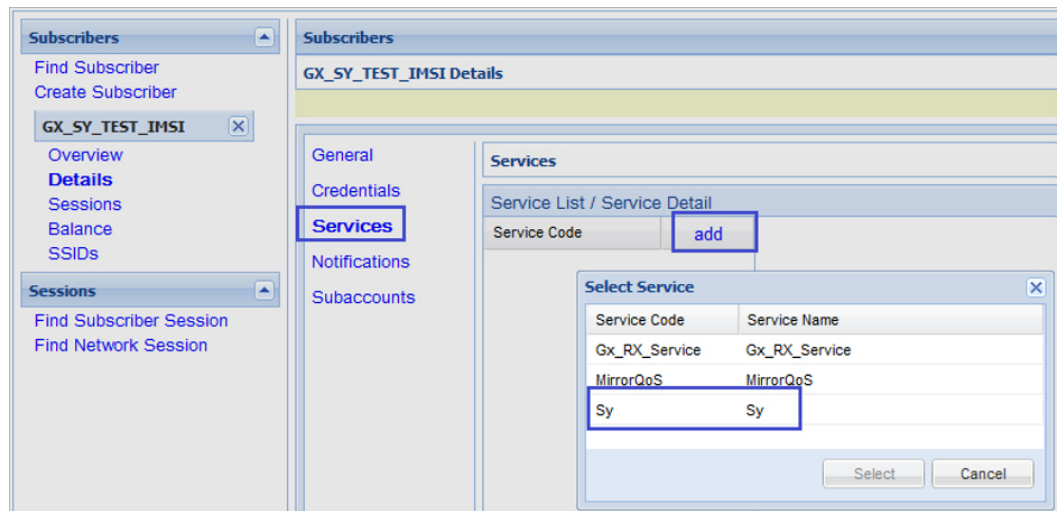 Subscribers
Find Subscriber
Create Subscriber
GX_SY_TEST_IMSI
Overview
Details
Sessions
Balance
SSIDs
Sessions
Find Subscriber Session
Find Network Session
Subscribers
GX_SY_TEST_IMSI Details
General
Credentials
Services
Notifications
Subaccounts
Services
Service List / Service Detail
Service Code add
Select Service
Service Code Service Name
Gx_RX_Service Gx_RX_Service
MirrorQoS MirrorQoS
Sy Sy
Select Cancel